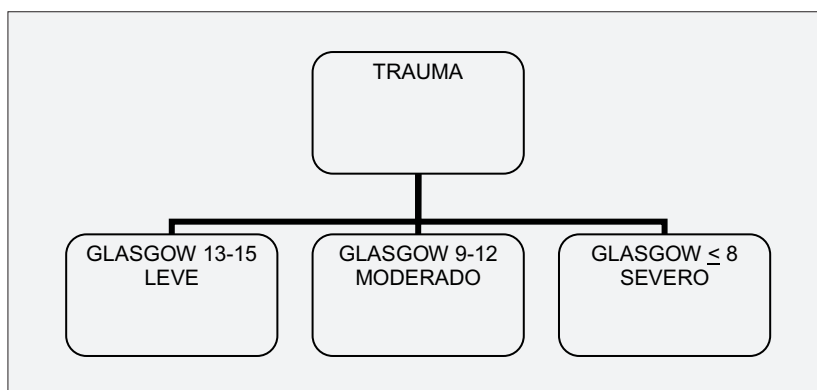 TRAUMA
GLASGOW 13-15
LEVE
GLASGOW 9-12
MODERADO
GLASGOW ≤ 8
SEVERO